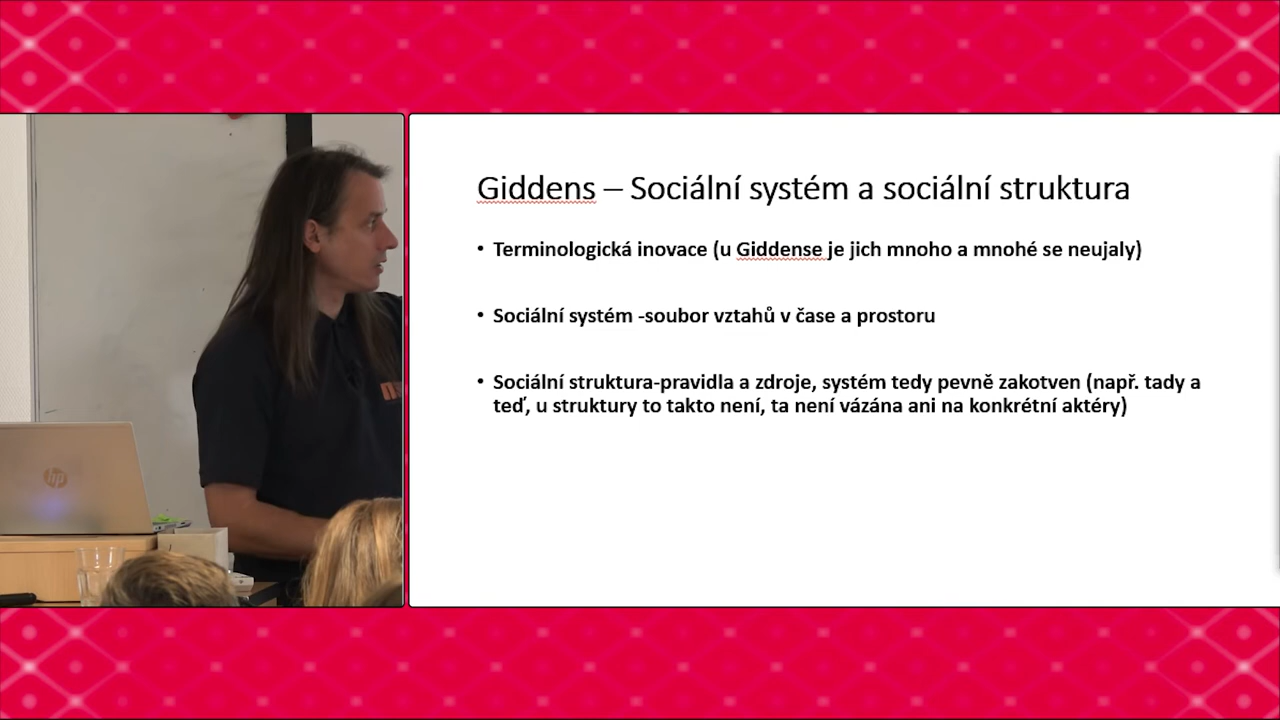 Giddens – Sociální systém a sociální struktura
• Terminologická inovace (u Giddense je jich mnoho a mnohé se neujaly)
• Sociální systém -soubor vztahů v čase a prostoru
• Sociální struktura-pravidla a zdroje, systém tedy pevně zakotven (např. tady a
teď, u struktury to takto není, ta není vázána ani na konkrétní aktéry)
hp